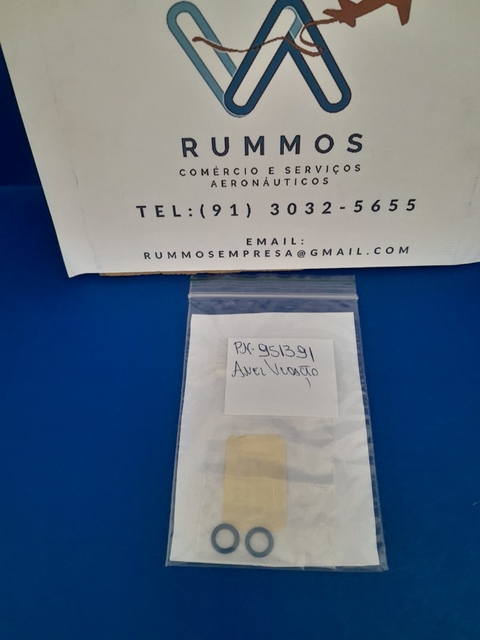 RUMMOS
COMÉRCIO E SERVIÇOS
AERONÁUTICOS
TEL:(91) 3032-5655
EMAIL:
RUMMOSEMPRESA@GMAIL.COM
PN-951391
ANEL VEDAÇÃO